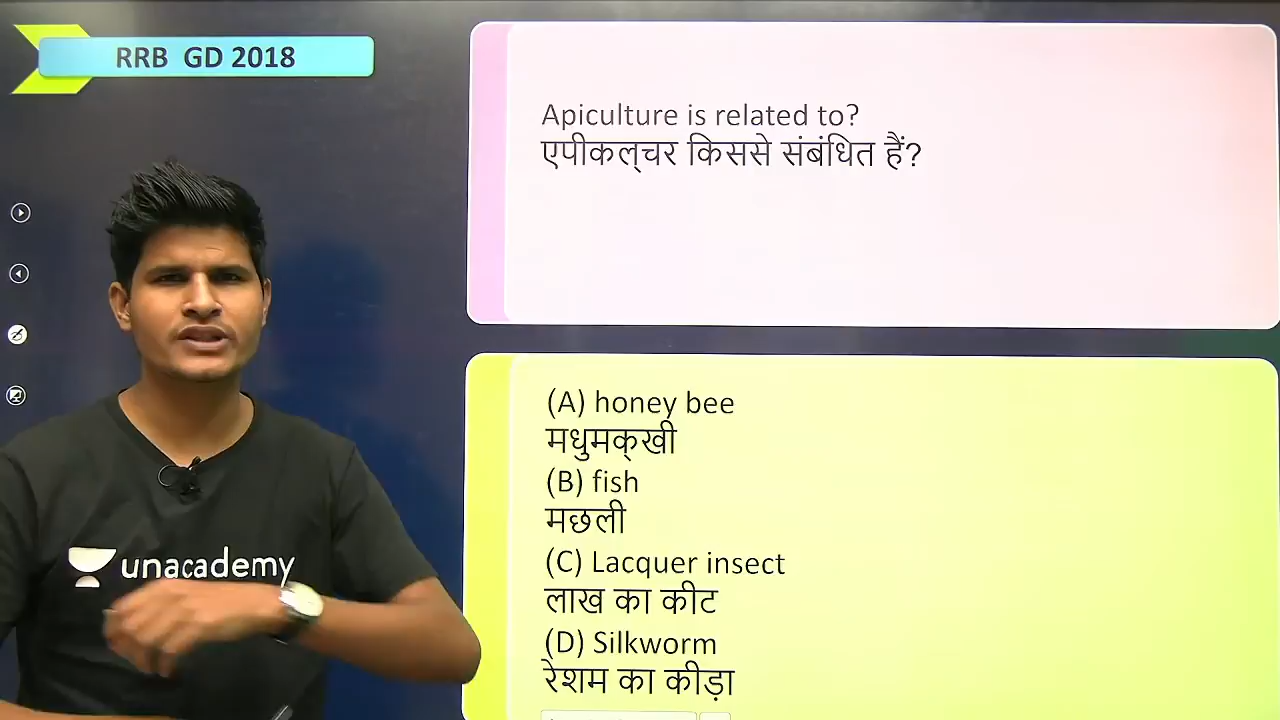 RRB GD 2018
Apiculture is related to?
एपीकल्चर किससे संबंधित हैं?
(A) honey bee
मधुमक्खी
(B) fish
मछली
(C) Lacquer insect
लाख का कीट
(D) Silkworm
रेशम का कीड़ा
unacademy